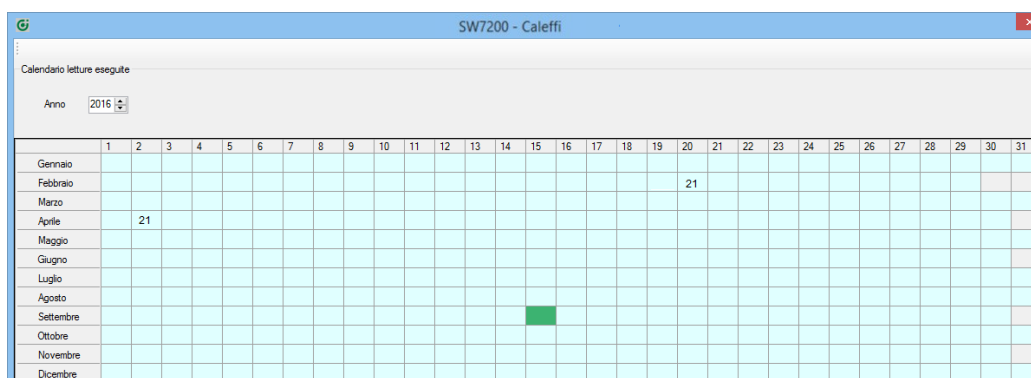 SW7200 - Caleffi
Calendario letture eseguite
Anno 2016
1 2 3 4 5 6 7 8 9 10 11 12 13 14 15 16 17 18 19 20 21 22 23 24 25 26 27 28 29 30 31
Gennaio
Febbraio 21
Marzo
Aprile 21
Maggio
Giugno
Luglio
Agosto
Settembre
Ottobre
Novembre
Dicembre